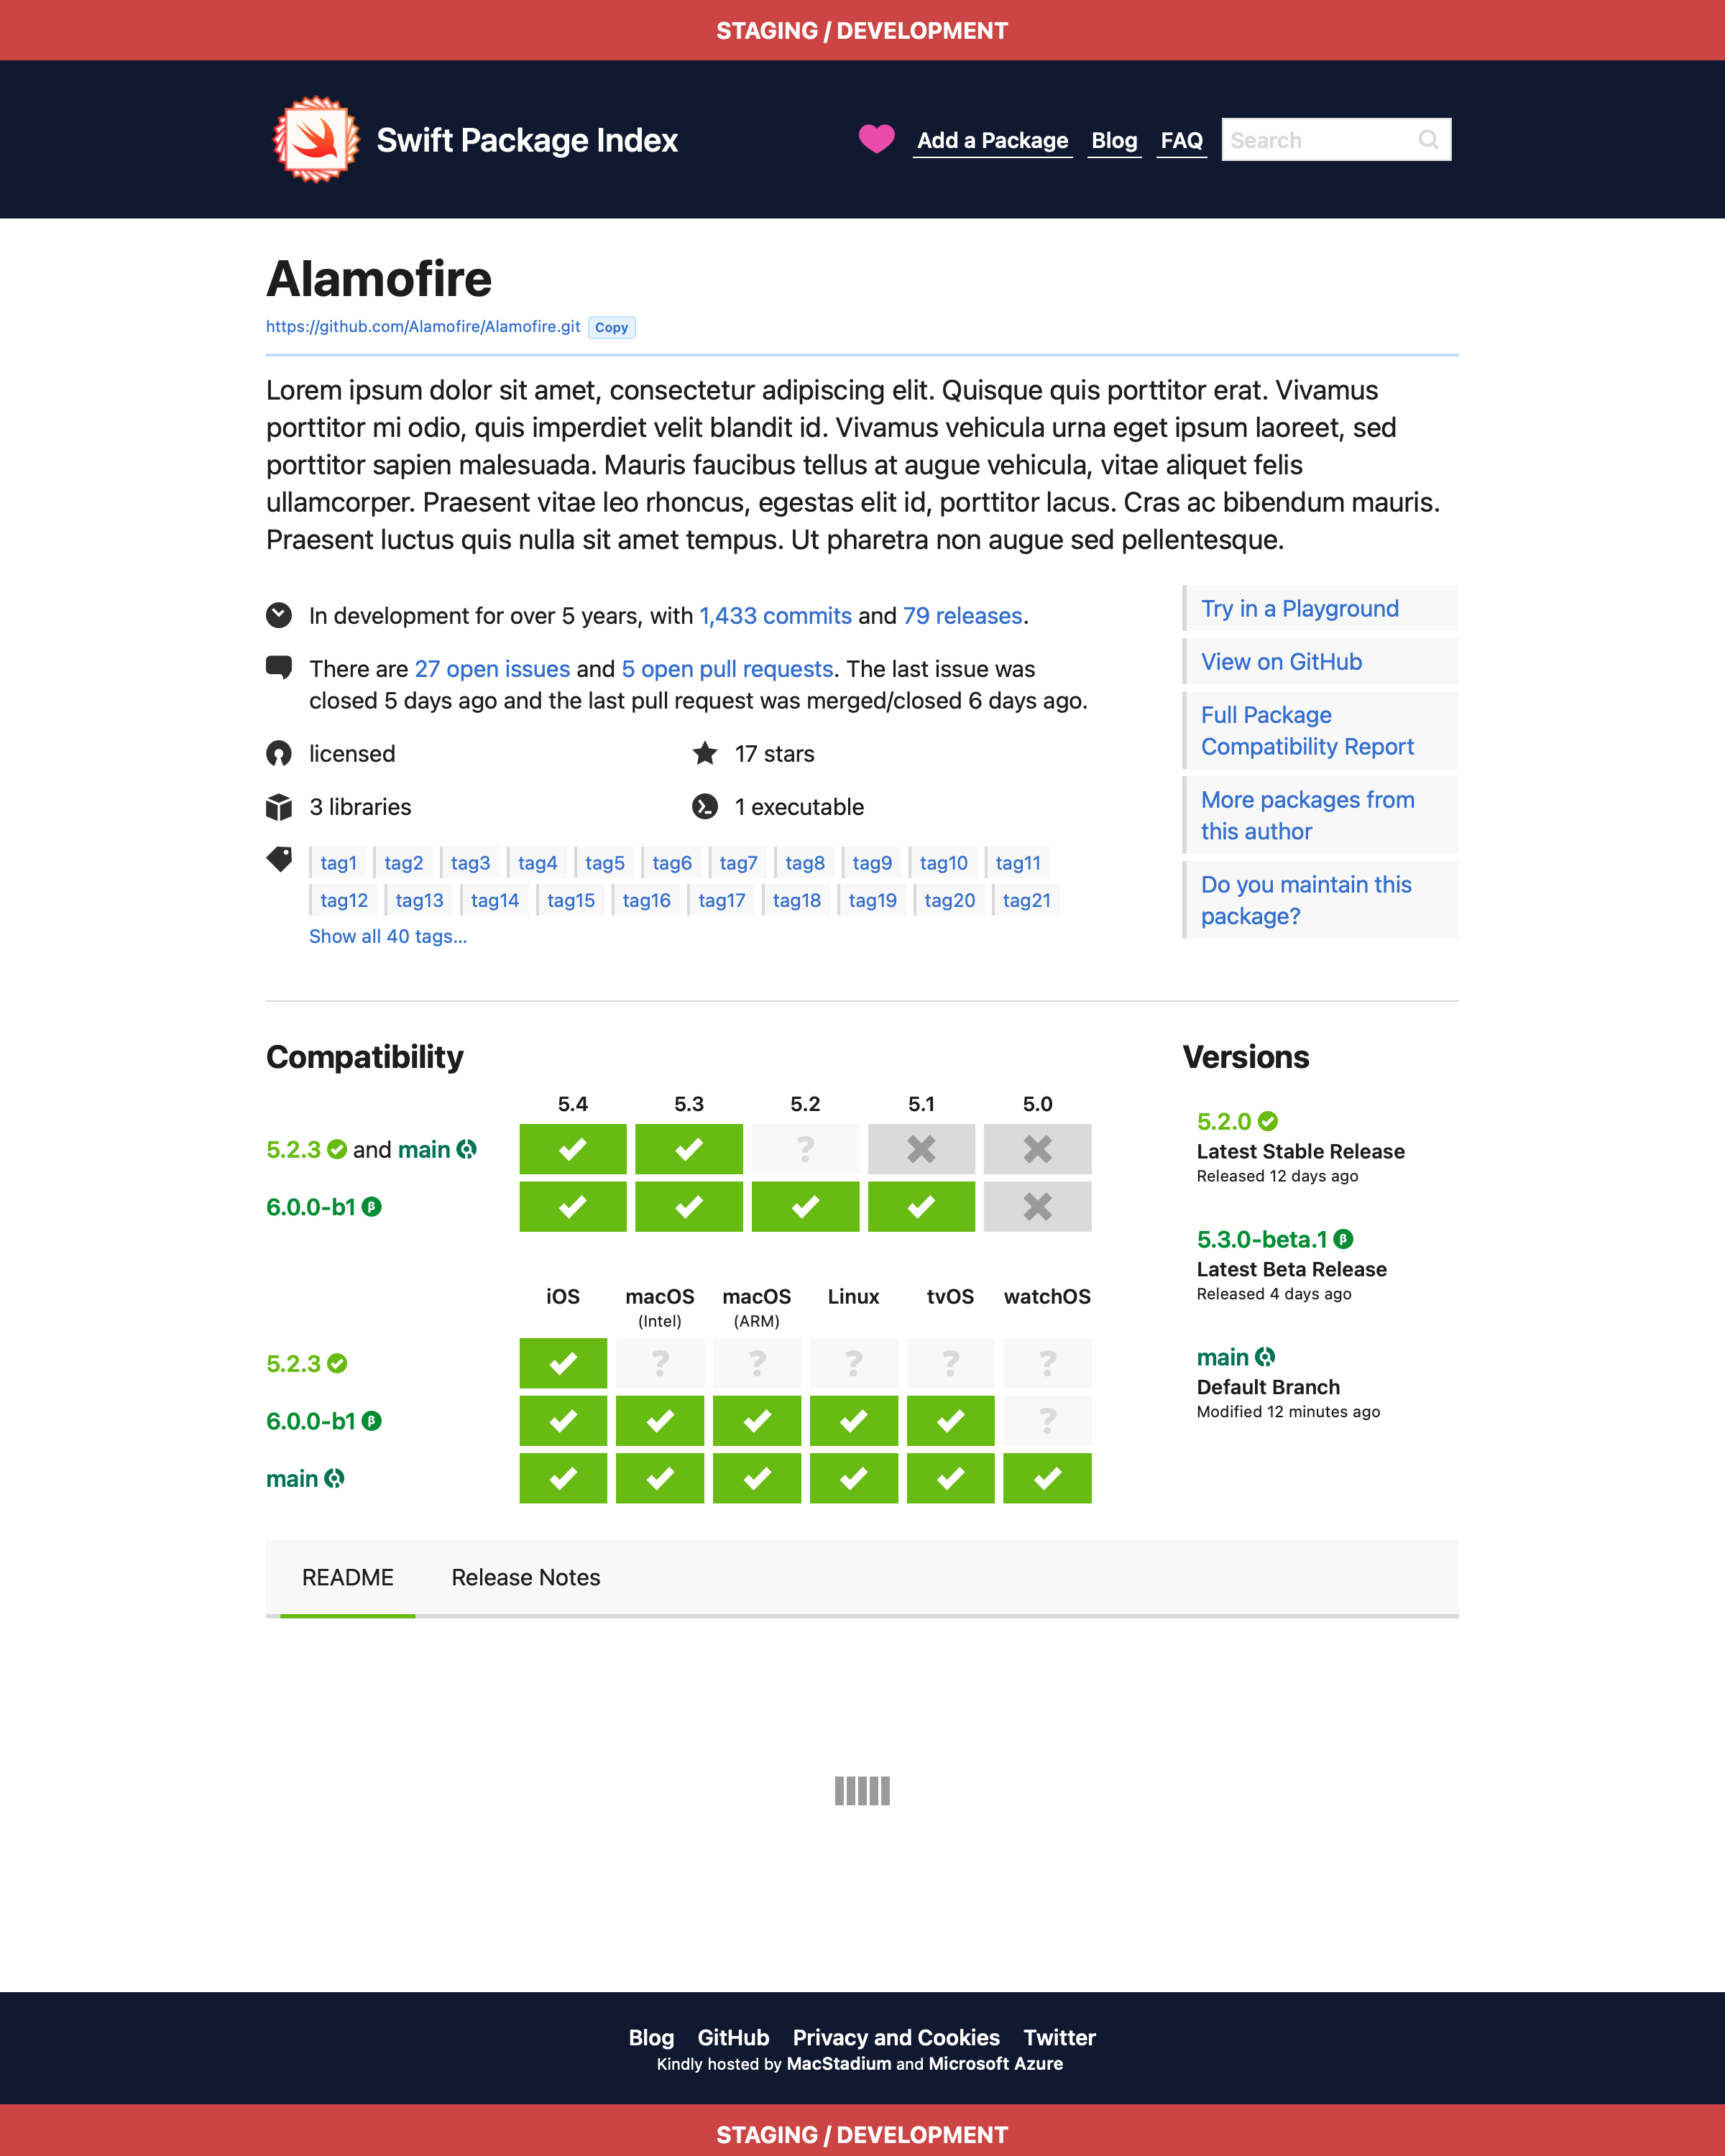 STAGING / DEVELOPMENT
Swift Package Index
Add a Package Blog FAQ Search
Alamofire
https://github.com/Alamofire/Alamofire.git Copy
Lorem ipsum dolor sit amet, consectetur adipiscing elit. Quisque quis porttitor erat. Vivamus
porttitor mi odio, quis imperdiet velit blandit id. Vivamus vehicula urna eget ipsum laoreet, sed
porttitor sapien malesuada. Mauris faucibus tellus at augue vehicula, vitae aliquet felis
ullamcorper. Praesent vitae leo rhoncus, egestas elit id, porttitor lacus. Cras ac bibendum mauris.
Praesent luctus quis nulla sit amet tempus. Ut pharetra non augue sed pellentesque.
In development for over 5 years, with 1,433 commits and 79 releases.
There are 27 open issues and 5 open pull requests. The last issue was
closed 5 days ago and the last pull request was merged/closed 6 days ago.
licensed
17 stars
3 libraries
1 executable
tag1 tag2 tag3 tag4 tag5 tag6 tag7 tag8 tag9 tag10 tag11
tag12 tag13 tag14 tag15 tag16 tag17 tag18 tag19 tag20 tag21
Show all 40 tags...
Try in a Playground
View on GitHub
Full Package
Compatibility Report
More packages from
this author
Do you maintain this
package?
Compatibility
5.4 5.3 5.2 5.1 5.0
5.2.3 and main ?
6.0.0-b1 β
iOS macOS macOS Linux tvOS watchOS
(Intel) (ARM)
5.2.3 ? ? ? ? ?
6.0.0-b1 β ?
main
Versions
5.2.0
Latest Stable Release
Released 12 days ago
5.3.0-beta.1 β
Latest Beta Release
Released 4 days ago
main
Default Branch
Modified 12 minutes ago
README Release Notes
Blog GitHub Privacy and Cookies Twitter
Kindly hosted by MacStadium and Microsoft Azure
STAGING / DEVELOPMENT